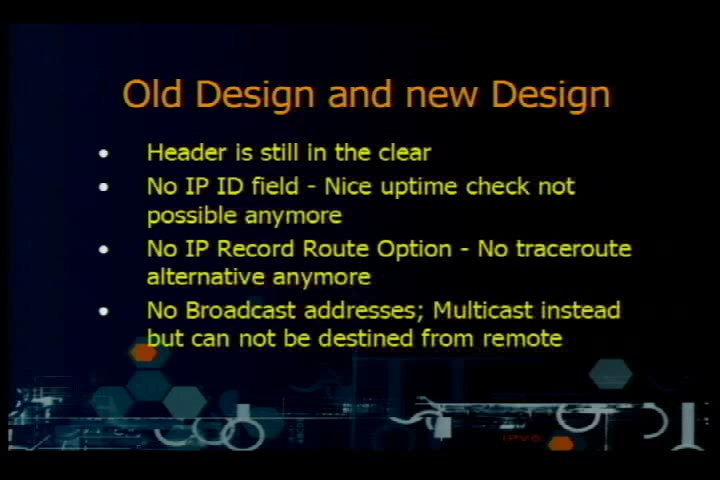 Old Design and new Design
• Header is still in the clear
• No IP ID field - Nice uptime check not
possible anymore
• No IP Record Route Option - No traceroute
alternative anymore
• No Broadcast addresses; Multicast instead
but can not be destined from remote